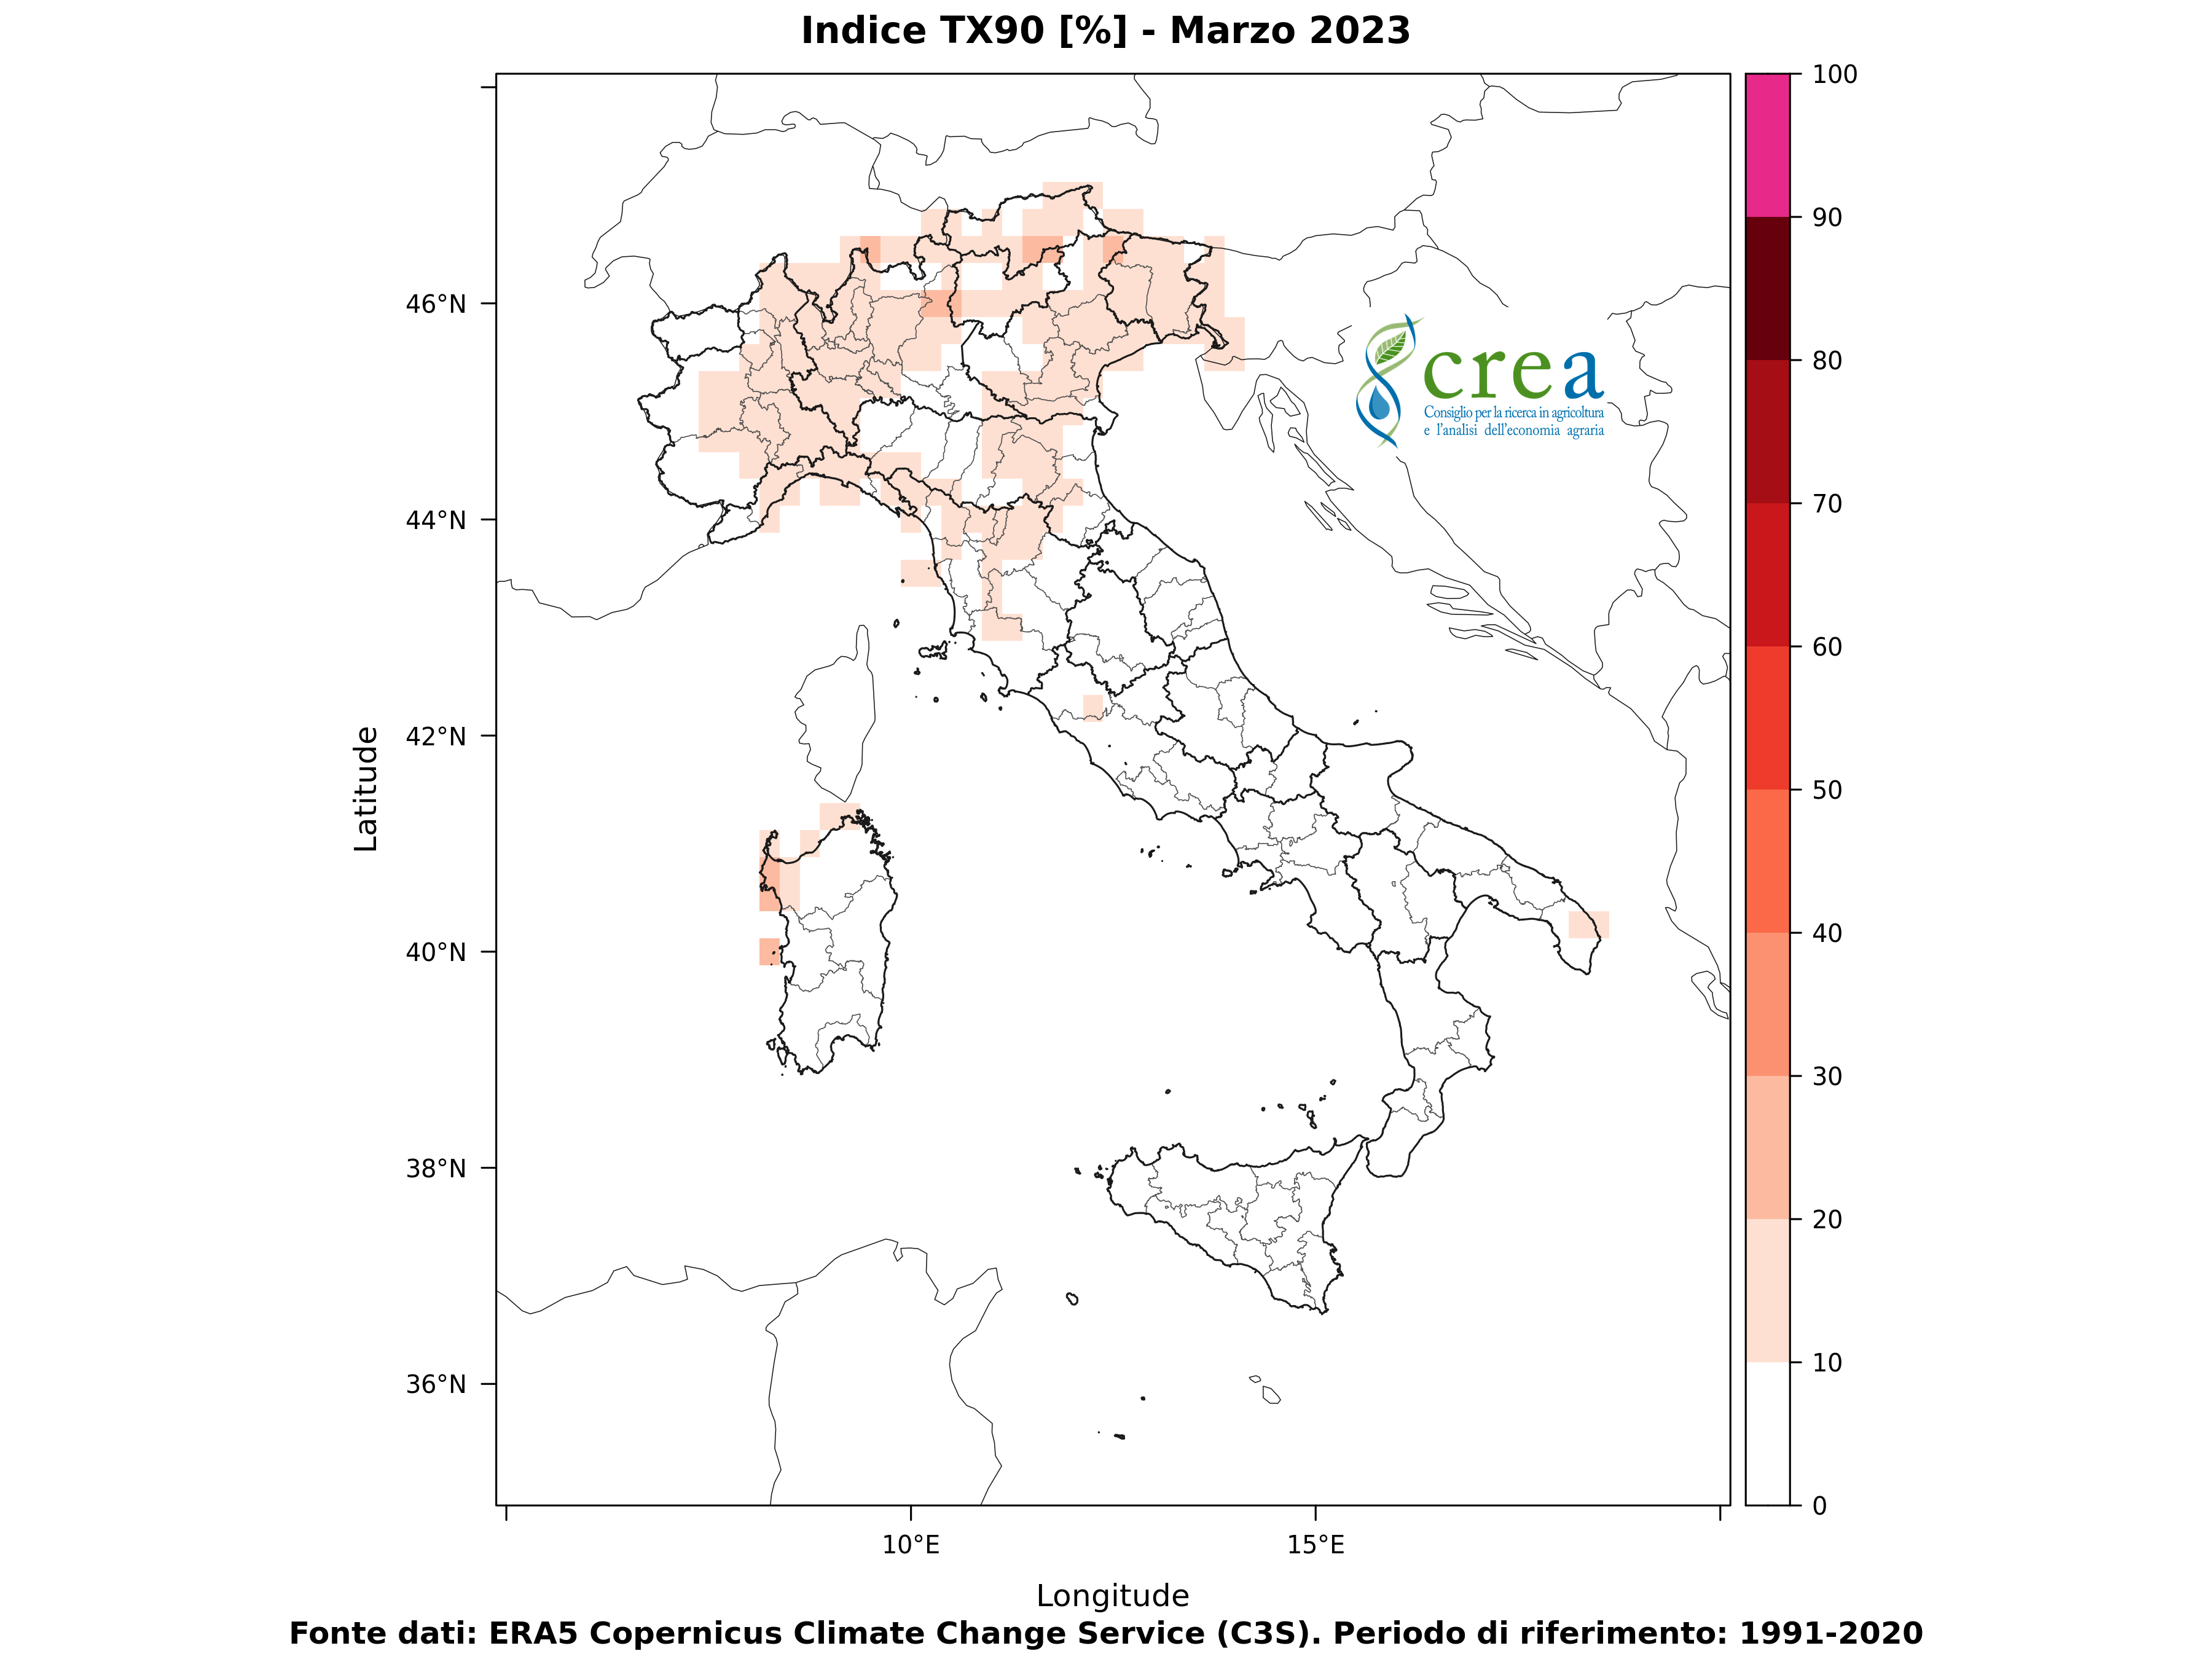 Indice TX90 [%] - Marzo 2023
100
90
80
70
60
50
40
30
20
10
0
46°N
44°N
42°N
40°N
38°N
36°N
Latitude
crea
Consiglio per la ricerca in agricoltura
e l'analisi dell'economia agraria
10°E
15°E
Longitude
Fonte dati: ERA5 Copernicus Climate Change Service (C3S). Periodo di riferimento: 1991-2020